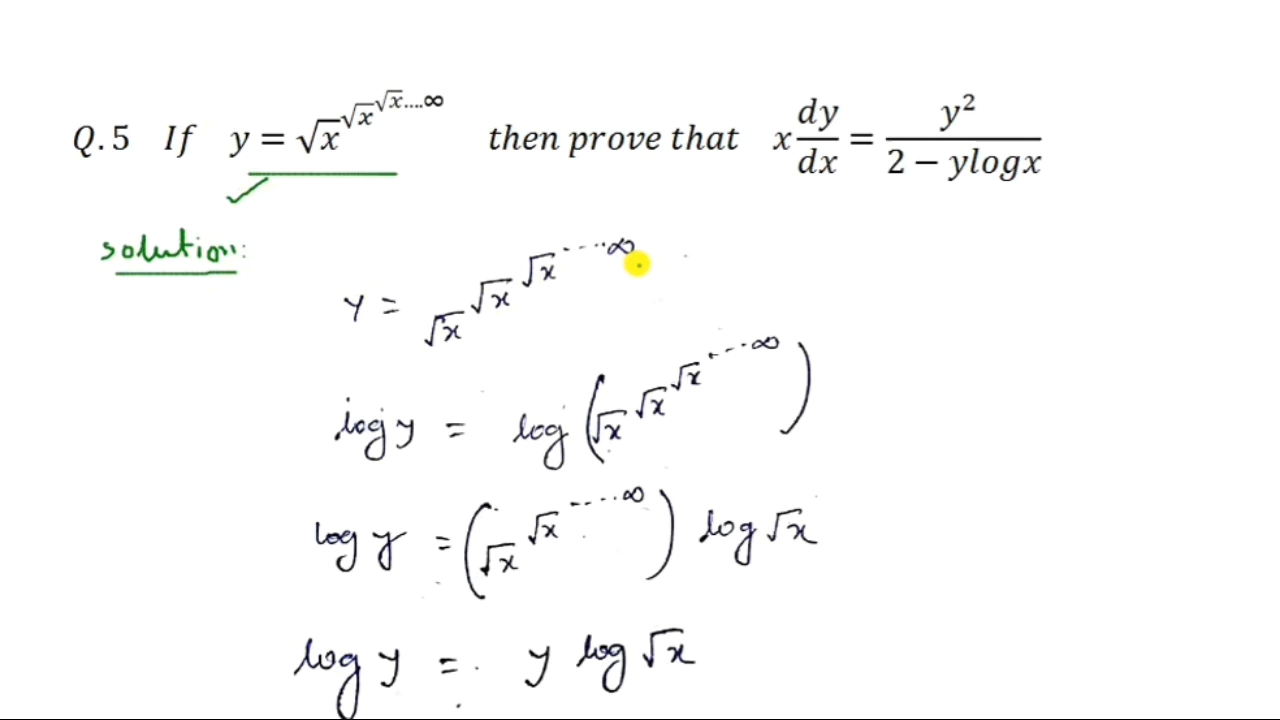 Q.5 If y = √x^√x^√x....∞ then prove that x dy/dx = y²/(2 − ylogx)
solution:
y = √x^√x^√x^....∞
log y = log (√x^√x^√x^....∞)
log y = (√x^√x^....∞) log √x
log y = y log √x